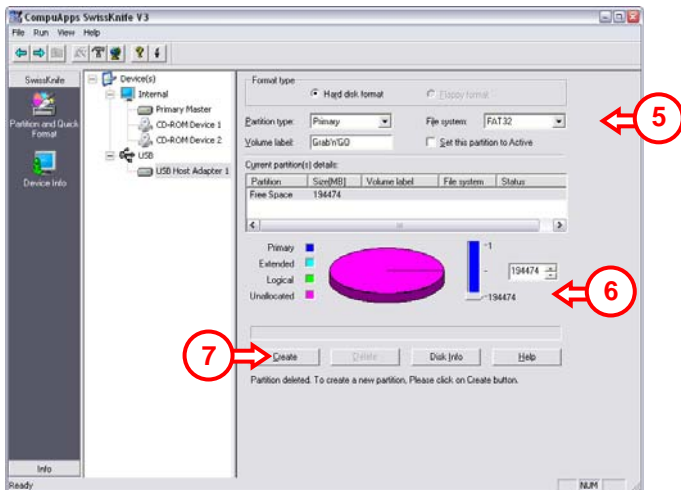 CompuApps SwissKnife V3
File Run View Help
SwissKnife
Partition and Quick Format
Device Info
Info
Device(s)
Internal
Primary Master
CD-ROM Device 1
CD-ROM Device 2
USB
USB Host Adapter 1
Format type
Hard disk format
Floppy format
Partition type: Primary File system: FAT32
5
Volume label: Grab'n'GO Set this partition to Active
Current partition(s) details:
Partition Size[MB] Volume label File system Status
Free Space 194474
Primary
Extended
Logical
Unallocated
1
194474
194474
6
7
Create Delete Disk Info Help
Partition deleted. To create a new partition, Please click on Create button.
Ready NUM